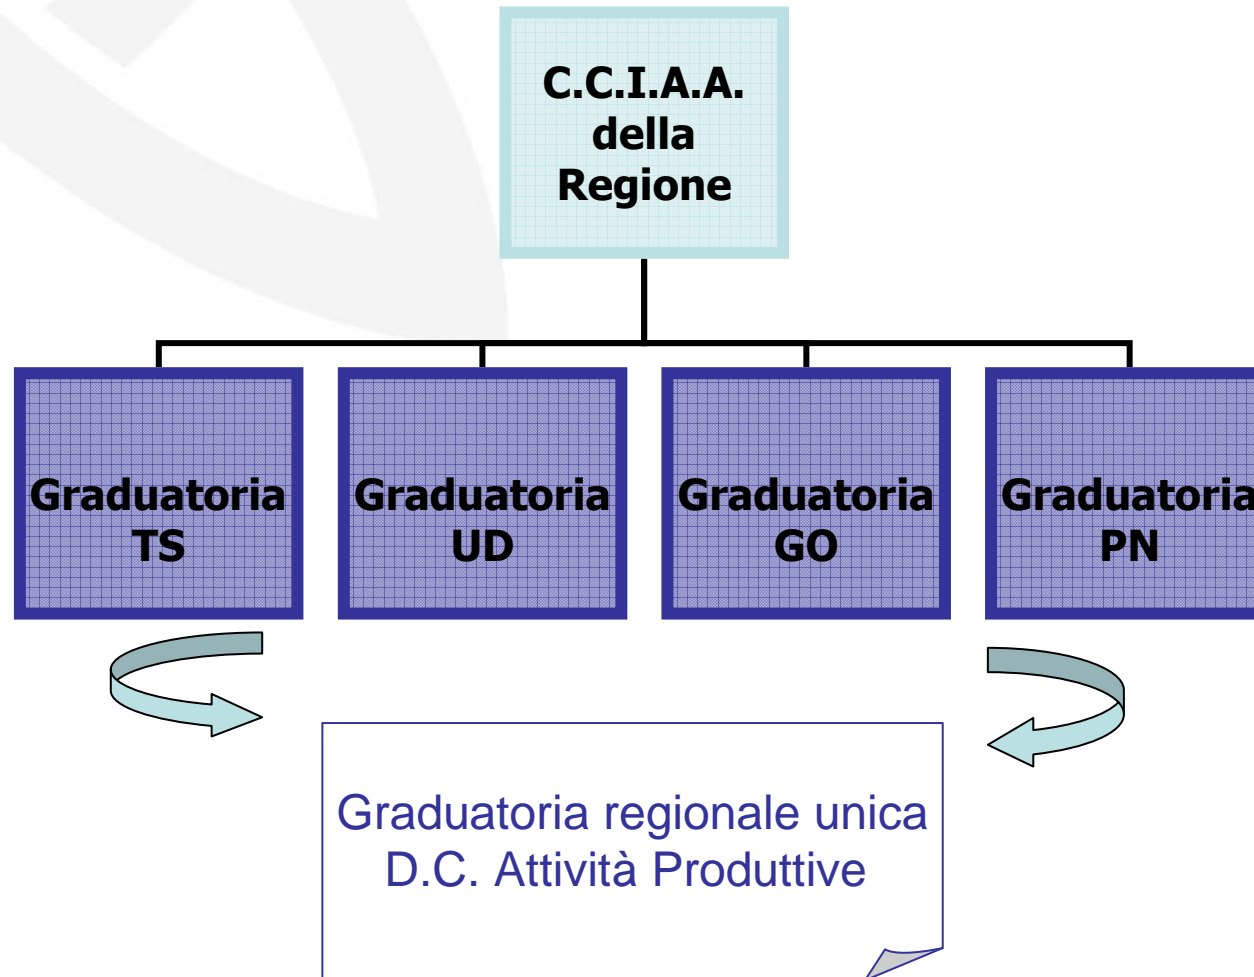 C.C.I.A.A.
della
Regione
Graduatoria
TS
Graduatoria
UD
Graduatoria
GO
Graduatoria
PN
Graduatoria regionale unica
D.C. Attività Produttive